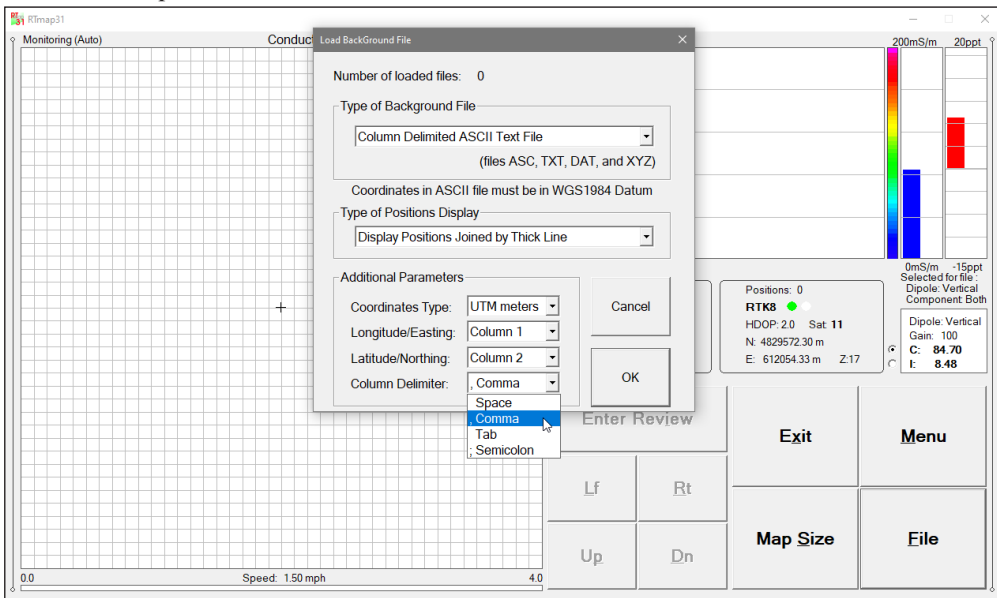 RT
31 RTmap31
Monitoring (Auto)
Conduct
200mS/m 20ppt
Load BackGround File
Number of loaded files: 0
Type of Background File
Column Delimited ASCII Text File
(files ASC, TXT, DAT, and XYZ)
Coordinates in ASCII file must be in WGS1984 Datum
Type of Positions Display
Display Positions Joined by Thick Line
Additional Parameters
Coordinates Type: UTM meters
Longitude/Easting: Column 1
Latitude/Northing: Column 2
Column Delimiter: , Comma
Space
, Comma
Tab
; Semicolon
Cancel
OK
0mS/m -15ppt
Selected for file :
Dipole: Vertical
Component: Both
Positions: 0
RTK8
HDOP: 2.0 Sat: 11
N: 4829572.30 m
E: 612054.33 m Z:17
Dipole: Vertical
Gain: 100
C: 84.70
I: 8.48
Enter Review
Exit
Menu
Lf
Rt
Up
Dn
Map Size
File
0.0
Speed: 1.50 mph
4.0